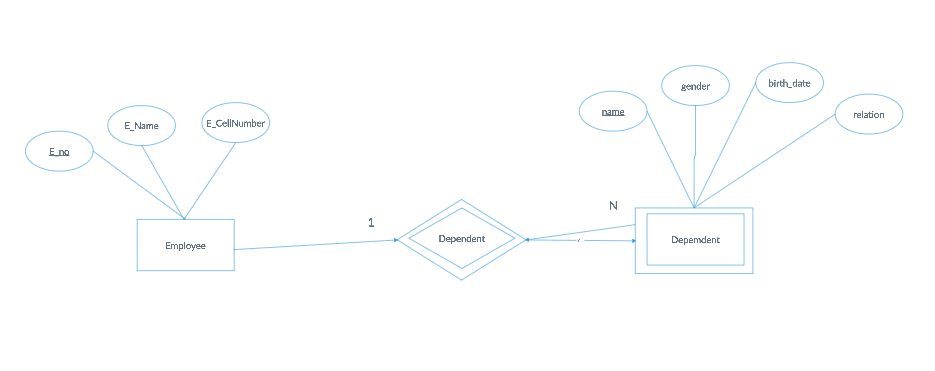 E_no
E_Name
E_CellNumber
name
gender
birth_date
relation
Employee
1
Dependent
N
Depemdent